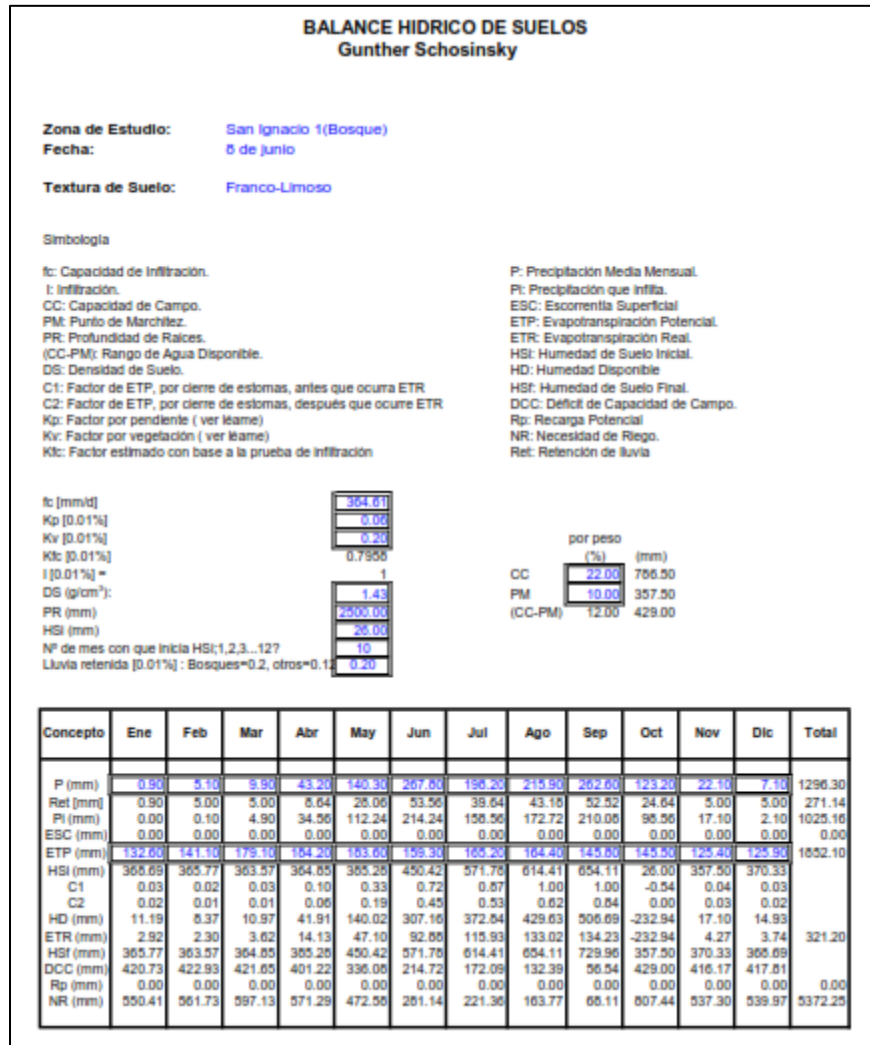 BALANCE HIDRICO DE SUELOS
Gunther Schosinsky
Zona de Estudio: San Ignacio 1(Bosque)
Fecha: 8 de junio
Textura de Suelo: Franco-Limoso
Simbología
fc: Capacidad de Infiltración.
I: Infiltración.
CC: Capacidad de Campo.
PM: Punto de Marchitez.
PR: Profundidad de Raices.
(CC-PM): Rango de Agua Disponible.
DS: Densidad de Suelo.
C1: Factor de ETP, por cierre de estomas, antes que ocurra ETR
C2: Factor de ETP, por cierre de estomas, después que ocurre ETR
Kp: Factor por pendiente ( ver léame)
Kv: Factor por vegetación ( ver léame)
Kfc: Factor estimado con base a la prueba de infiltración
P: Precipitación Media Mensual.
Pi: Precipitación que infilta.
ESC: Escorrentía Superficial
ETP: Evapotranspiración Potencial.
ETR: Evapotranspiración Real.
HSi: Humedad de Suelo Inicial.
HD: Humedad Disponible
HSf: Humedad de Suelo Final.
DCC: Déficit de Capacidad de Campo.
Rp: Recarga Potencial
NR: Necesidad de Riego.
Ret: Retención de lluvia
fc [mm/d] 364.61
Kp [0.01%] 0.06
Kv [0.01%] 0.20
Kfc [0.01%] 0.7958
I [0.01%] = 1
DS (g/cm³): 1.43
PR (mm) 2500.00
HSi (mm) 26.00
Nº de mes con que inicia HSi;1,2,3...12? 10
Lluvia retenida [0.01%] : Bosques=0.2, otros=0.12 0.20
por peso
(%) (mm)
CC 22.00 786.50
PM 10.00 357.50
(CC-PM) 12.00 429.00
Concepto Ene Feb Mar Abr May Jun Jul Ago Sep Oct Nov Dic Total
P (mm) 0.90 5.10 9.90 43.20 140.30 267.80 198.20 215.90 262.60 123.20 22.10 7.10 1296.30
Ret [mm] 0.90 5.00 5.00 8.64 28.06 53.56 39.64 43.18 52.52 24.64 5.00 5.00 271.14
Pi (mm) 0.00 0.10 4.90 34.56 112.24 214.24 158.56 172.72 210.08 98.56 17.10 2.10 1025.16
ESC (mm) 0.00 0.00 0.00 0.00 0.00 0.00 0.00 0.00 0.00 0.00 0.00 0.00 0.00
ETP (mm) 132.60 141.10 179.10 184.20 183.60 159.30 165.20 164.40 145.80 145.50 125.40 125.90 1852.10
HSi (mm) 368.69 365.77 363.57 364.85 385.28 450.42 571.78 614.41 654.11 26.00 357.50 370.33
C1 0.03 0.02 0.03 0.10 0.33 0.72 0.87 1.00 1.00 -0.54 0.04 0.03
C2 0.02 0.01 0.01 0.06 0.19 0.45 0.53 0.62 0.84 0.00 0.03 0.02
HD (mm) 11.19 8.37 10.97 41.91 140.02 307.16 372.84 429.63 506.69 -232.94 17.10 14.93
ETR (mm) 2.92 2.30 3.62 14.13 47.10 92.88 115.93 133.02 134.23 -232.94 4.27 3.74 321.20
HSf (mm) 365.77 363.57 364.85 385.28 450.42 571.78 614.41 654.11 729.96 357.50 370.33 368.69
DCC (mm) 420.73 422.93 421.65 401.22 336.08 214.72 172.09 132.39 56.54 429.00 416.17 417.81
Rp (mm) 0.00 0.00 0.00 0.00 0.00 0.00 0.00 0.00 0.00 0.00 0.00 0.00 0.00
NR (mm) 550.41 561.73 597.13 571.29 472.58 281.14 221.36 163.77 68.11 807.44 537.30 539.97 5372.25